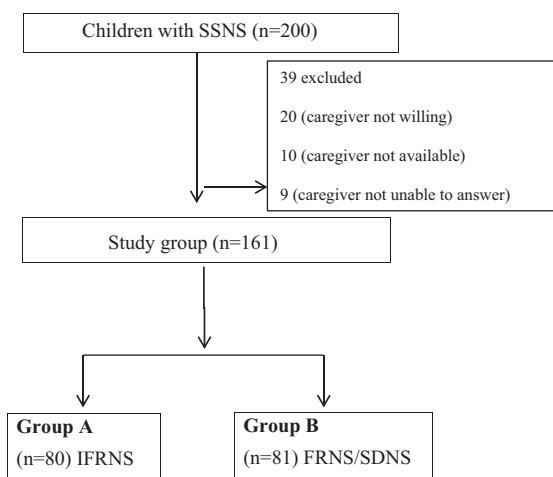 Children with SSNS (n=200)
39 excluded
20 (caregiver not willing)
10 (caregiver not available)
9 (caregiver not unable to answer)
Study group (n=161)
Group A
(n=80) IFRNS
Group B
(n=81) FRNS/SDNS